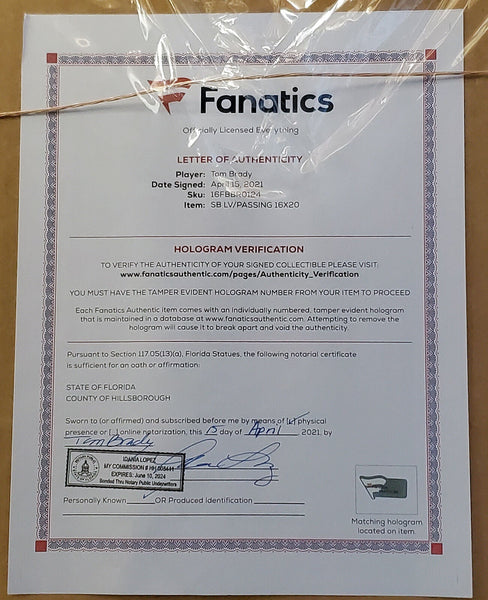 Fanatics
Officially Licensed Everything
LETTER OF AUTHENTICITY
Player: Tom Brady
Date Signed: April 15, 2021
Sku: 16FBBR0124
Item: SB LV/PASSING 16X20
HOLOGRAM VERIFICATION
TO VERIFY THE AUTHENTICITY OF YOUR SIGNED COLLECTIBLE PLEASE VISIT:
www.fanaticsauthentic.com/pages/Authenticity_Verification
YOU MUST HAVE THE TAMPER EVIDENT HOLOGRAM NUMBER FROM YOUR ITEM TO PROCEED
Each Fanatics Authentic item comes with an individually numbered, tamper evident hologram
that is maintained in a database at www.fanaticsauthentic.com. Attempting to remove the
hologram will cause it to break apart and void the authenticity.
Pursuant to Section 117.05(13)(a), Florida Statues, the following notarial certificate
is sufficient for an oath or affirmation:
STATE OF FLORIDA
COUNTY OF HILLSBOROUGH
Sworn to (or affirmed) and subscribed before me by means of [ ] physical
presence or [ ] online notarization, this 15 day of April 2021, by
Tom Brady
IDANIA LOPEZ
MY COMMISSION # HH 008441
EXPIRES: June 10, 2024
Bonded Thru Notary Public Underwriters
Personally Known OR Produced Identification
Matching hologram
located on item.